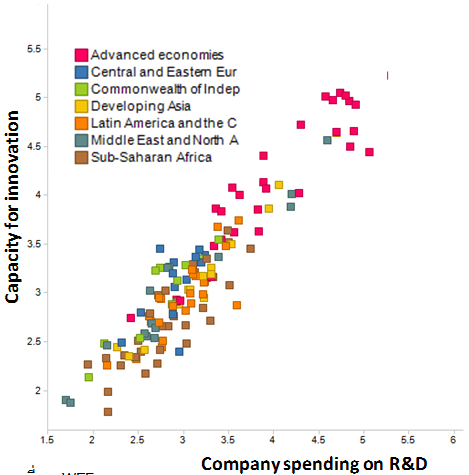 5.5
5
4.5
4
3.5
3
2.5
2
Capacity for innovation
Advanced economies
Central and Eastern Eur
Commonwealth of Indep
Developing Asia
Latin America and the C
Middle East and North A
Sub-Saharan Africa
1.5 2 2.5 3 3.5 4 4.5 5 5.5 6
Company spending on R&D